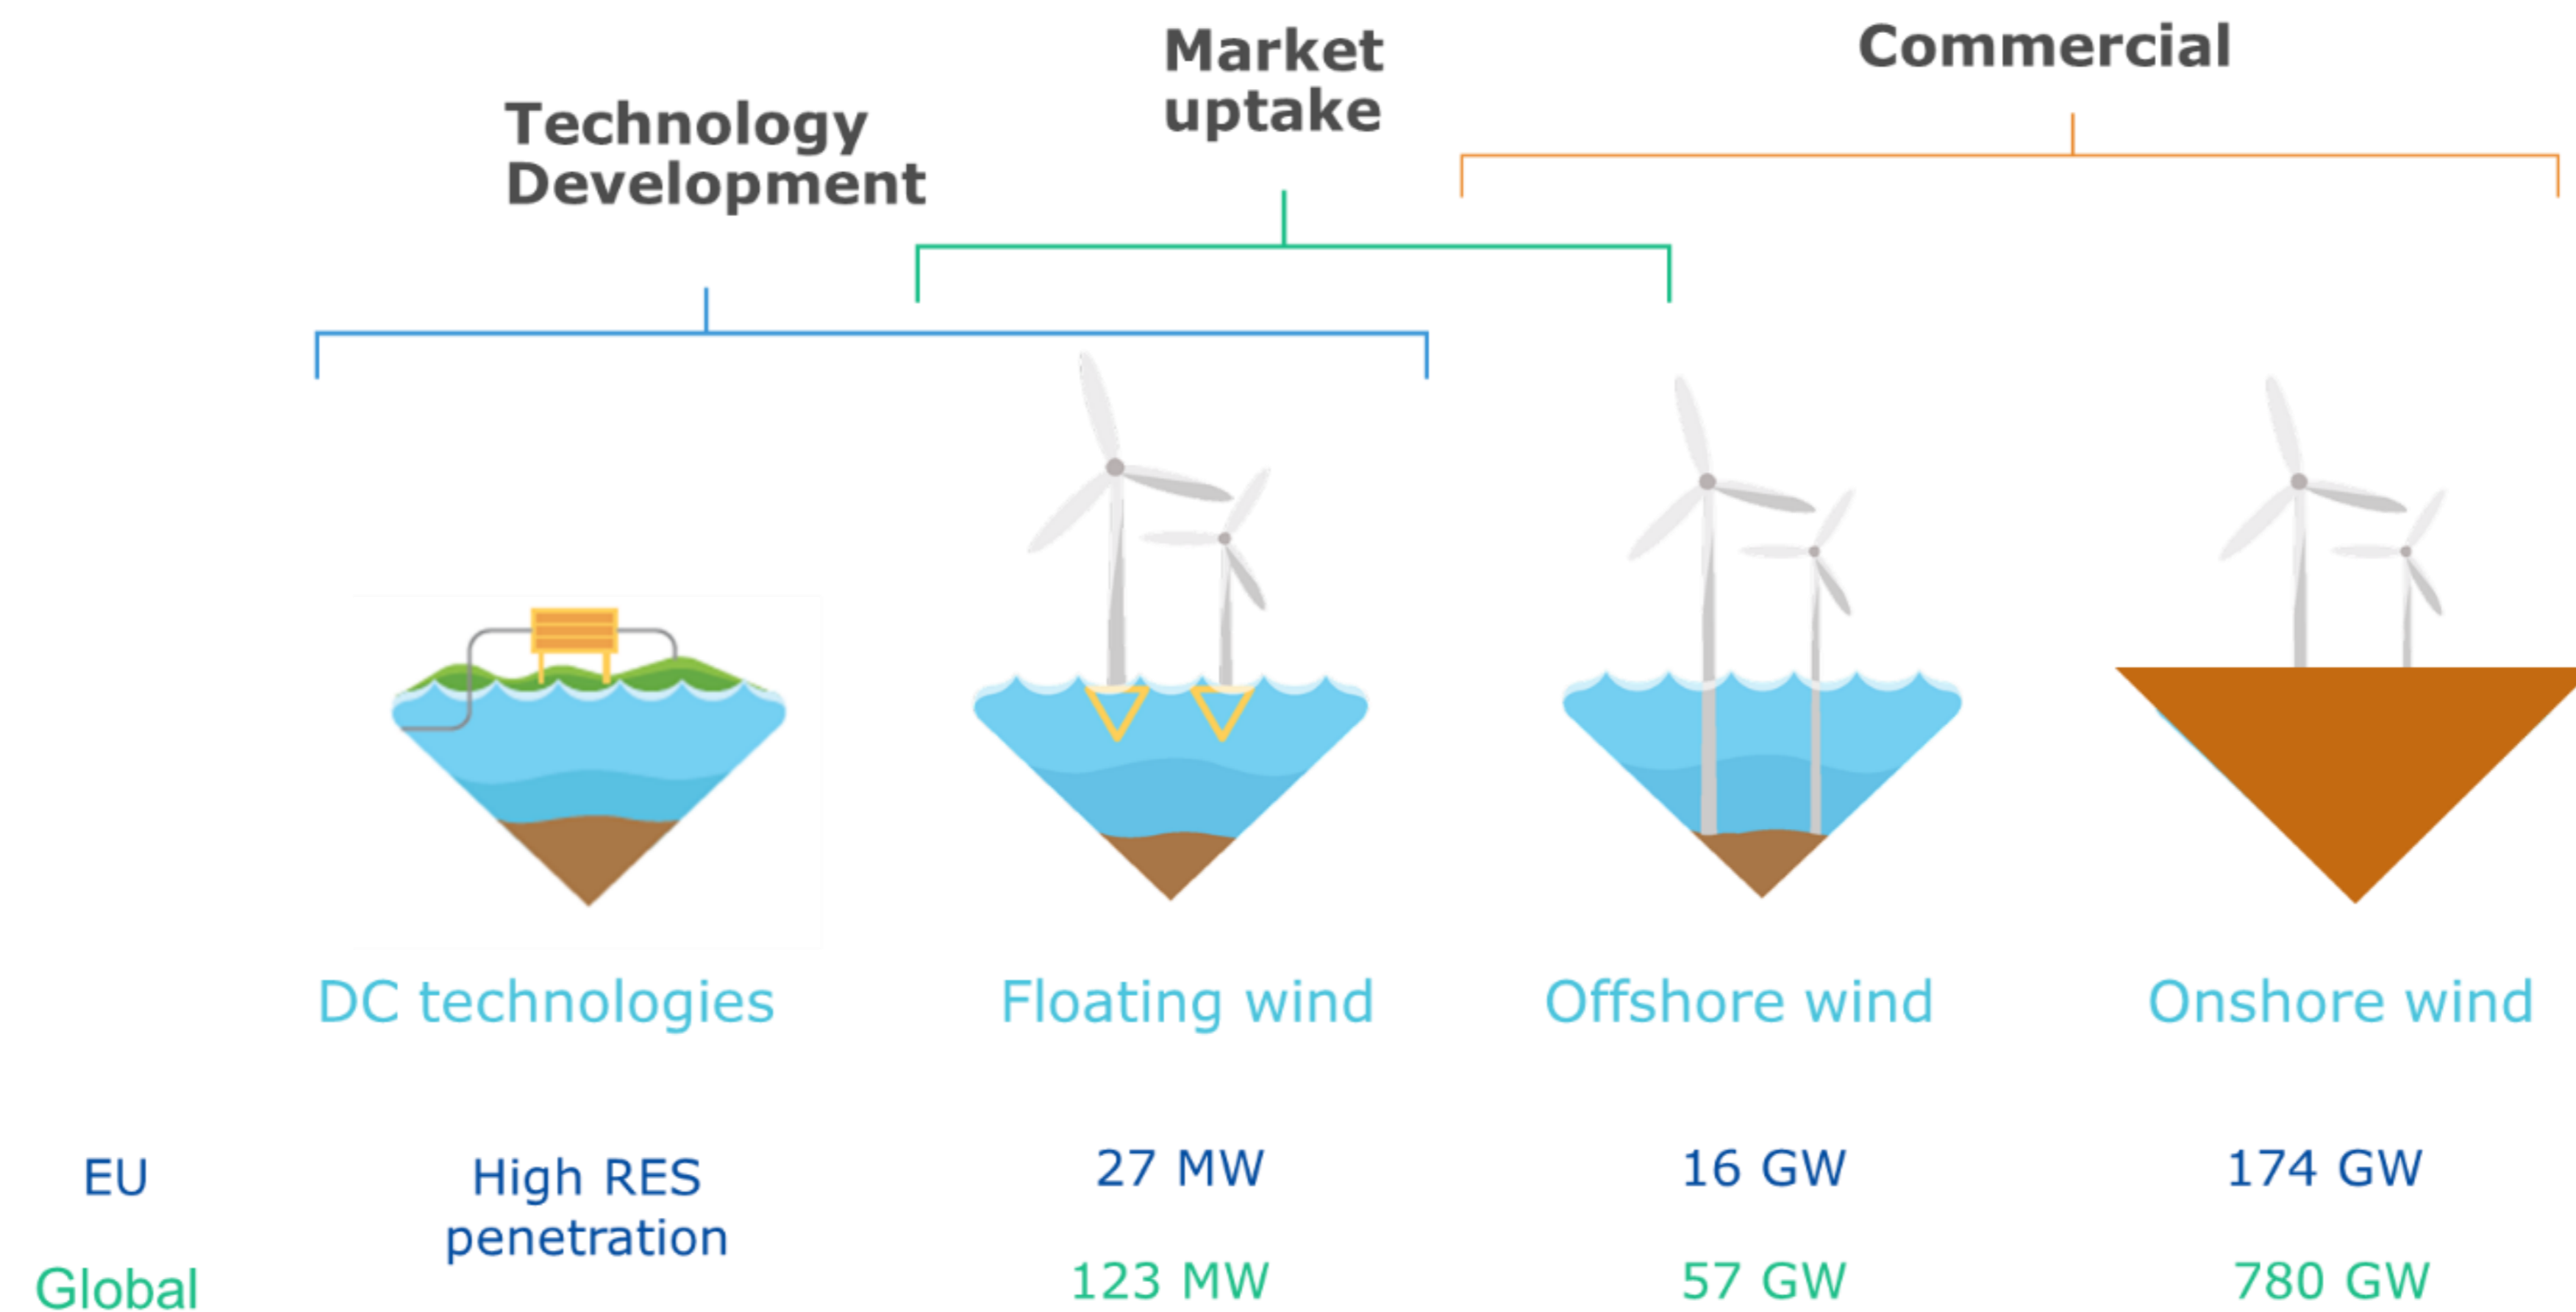 Technology
Development
Market
uptake
Commercial
DC technologies
Floating wind
Offshore wind
Onshore wind
EU
High RES
penetration
27 MW
16 GW
174 GW
Global
123 MW
57 GW
780 GW